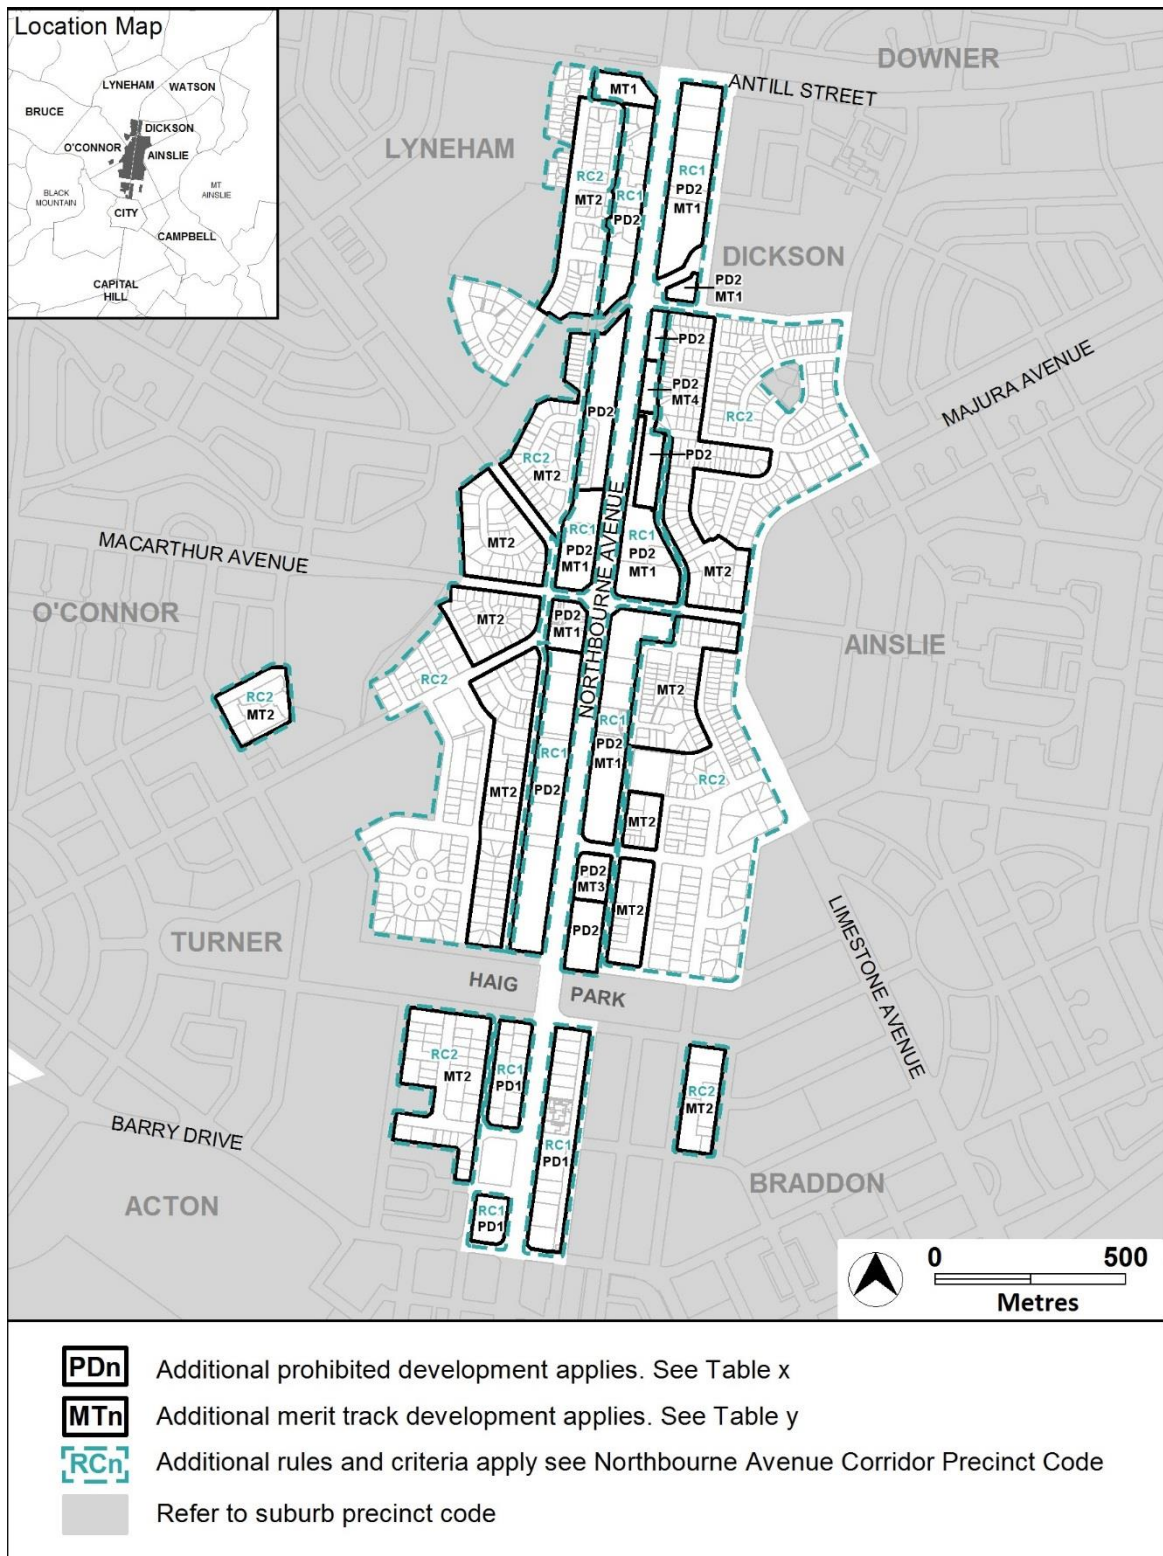 Location Map
LYNEHAM
WATSON
BRUCE
DICKSON
O'CONNOR
AINSLIE
BLACK
MOUNTAIN
MT
AINSLIE
CITY
CAMPBELL
CAPITAL
HILL
DOWNER
ANTILL STREET
MT1
LYNEHAM
RC2
MT2
RC1
PD2
RC2
PD2
MT1
DICKSON
PD2
MT1
PD2
PD2
MT4
RC2
MAJURA AVENUE
PD2
PD2
RC2
MT2
NORTHBOURNE AVENUE
RC1
PD2
MT1
RC1
PD2
MT1
MT2
MT2
MACARTHUR AVENUE
O'CONNOR
MT2
PD2
MT1
AINSLIE
RC2
MT2
RC2
MT2
RC1
PD2
MT1
RC1
PD2
RC2
MT2
MT2
PD2
MT3
MT2
PD2
LIMESTONE AVENUE
TURNER
HAIG PARK
RC2
MT2
RC1
PD1
RC2
MT2
BARRY DRIVE
RC1
PD1
BRADDON
ACTON
RC1
PD1
0 500
Metres
PDn Additional prohibited development applies. See Table x
MTn Additional merit track development applies. See Table y
RCn Additional rules and criteria apply see Northbourne Avenue Corridor Precinct Code
Refer to suburb precinct code